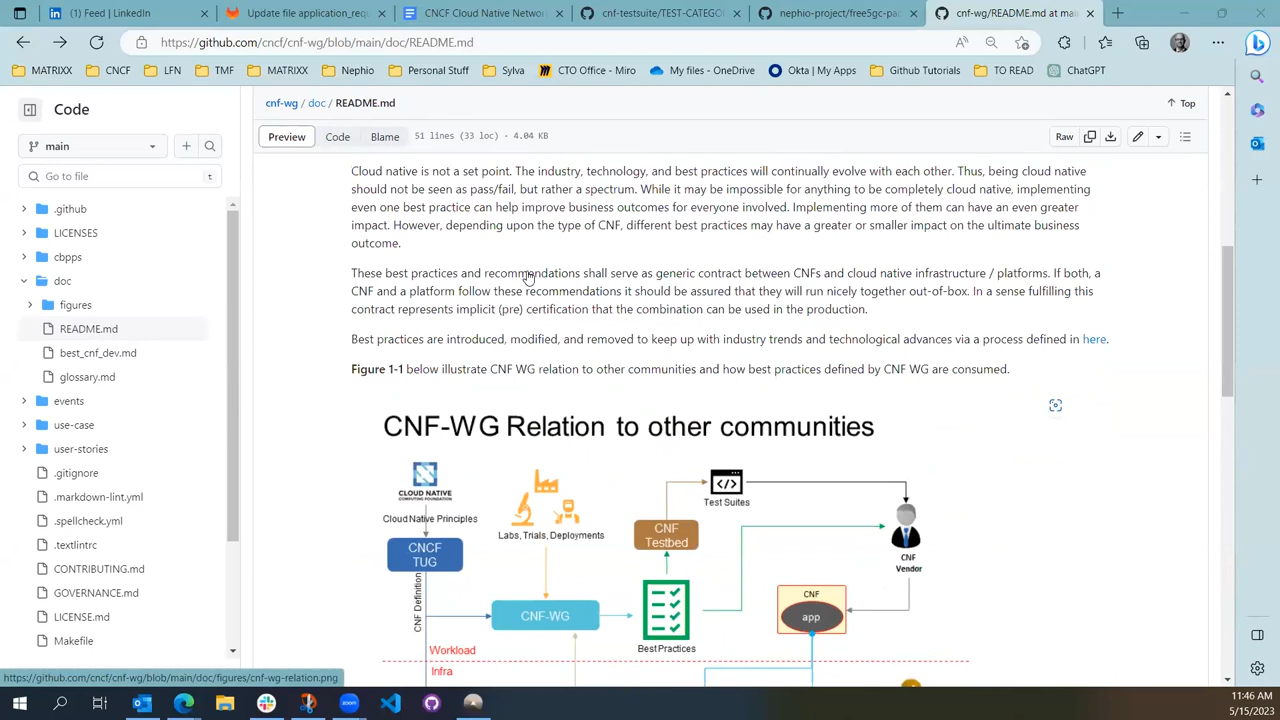 (1) Feed | LinkedIn
Update file application_requ
CNCF Cloud Native Network
cnf-testsuite/TEST-CATEGOR
nephio-project/free5gc-pac
cnf-wg/README.md at mai
https://github.com/cncf/cnf-wg/blob/main/doc/README.md
MATRIXX
CNCF
LFN
TMF
MATRIXX
Nephio
Personal Stuff
Sylva
CTO Office - Miro
My files - OneDrive
Okta | My Apps
Github Tutorials
TO READ
ChatGPT
Code
cnf-wg / doc / README.md
Top
Preview
Code
Blame
51 lines (33 loc) · 4.04 KB
Raw
main
Go to file
t
.github
LICENSES
cbpps
doc
figures
README.md
best_cnf_dev.md
glossary.md
events
use-case
user-stories
.gitignore
.markdown-lint.yml
.spellcheck.yml
.textlintrc
CONTRIBUTING.md
GOVERNANCE.md
LICENSE.md
Makefile
Cloud native is not a set point. The industry, technology, and best practices will continually evolve with each other. Thus, being cloud native
should not be seen as pass/fail, but rather a spectrum. While it may be impossible for anything to be completely cloud native, implementing
even one best practice can help improve business outcomes for everyone involved. Implementing more of them can have an even greater
impact. However, depending upon the type of CNF, different best practices may have a greater or smaller impact on the ultimate business
outcome.
These best practices and recommendations shall serve as generic contract between CNFs and cloud native infrastructure / platforms. If both, a
CNF and a platform follow these recommendations it should be assured that they will run nicely together out-of-box. In a sense fulfilling this
contract represents implicit (pre) certification that the combination can be used in the production.
Best practices are introduced, modified, and removed to keep up with industry trends and technological advances via a process defined in here.
Figure 1-1 below illustrate CNF WG relation to other communities and how best practices defined by CNF WG are consumed.
CNF-WG Relation to other communities
CLOUD NATIVE
COMPUTING FOUNDATION
Cloud Native Principles
Labs, Trials, Deployments
Test Suites
CNF
Testbed
CNF
Vendor
CNCF
TUG
CNF Definition
CNF-WG
Best Practices
CNF
app
Workload
Infra
https://github.com/cncf/cnf-wg/blob/main/doc/figures/cnf-wg-relation.png
11:46 AM
5/15/2023